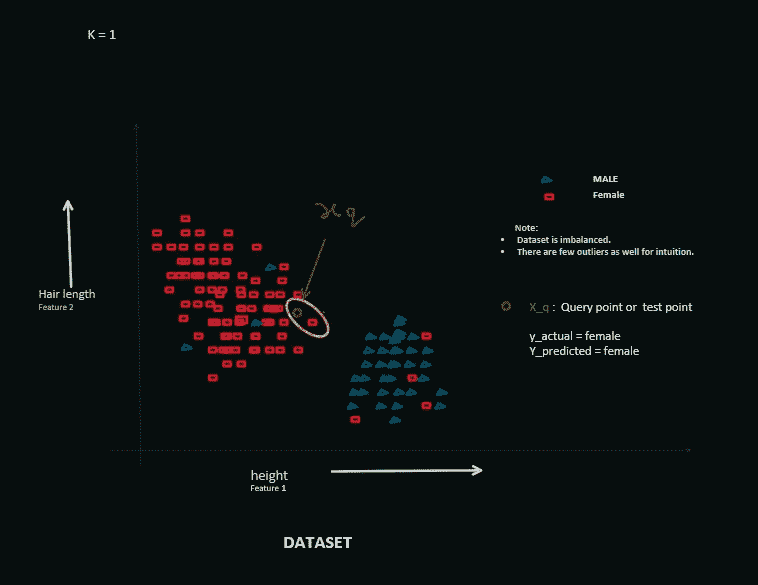 K = 1
MALE
Female
x q
Note:
• Dataset is imbalanced.
• There are few outliers as well for intuition.
Hair length
Feature 2
X_q : Query point or test point
y_actual = female
Y_predicted = female
height
Feature 1
DATASET